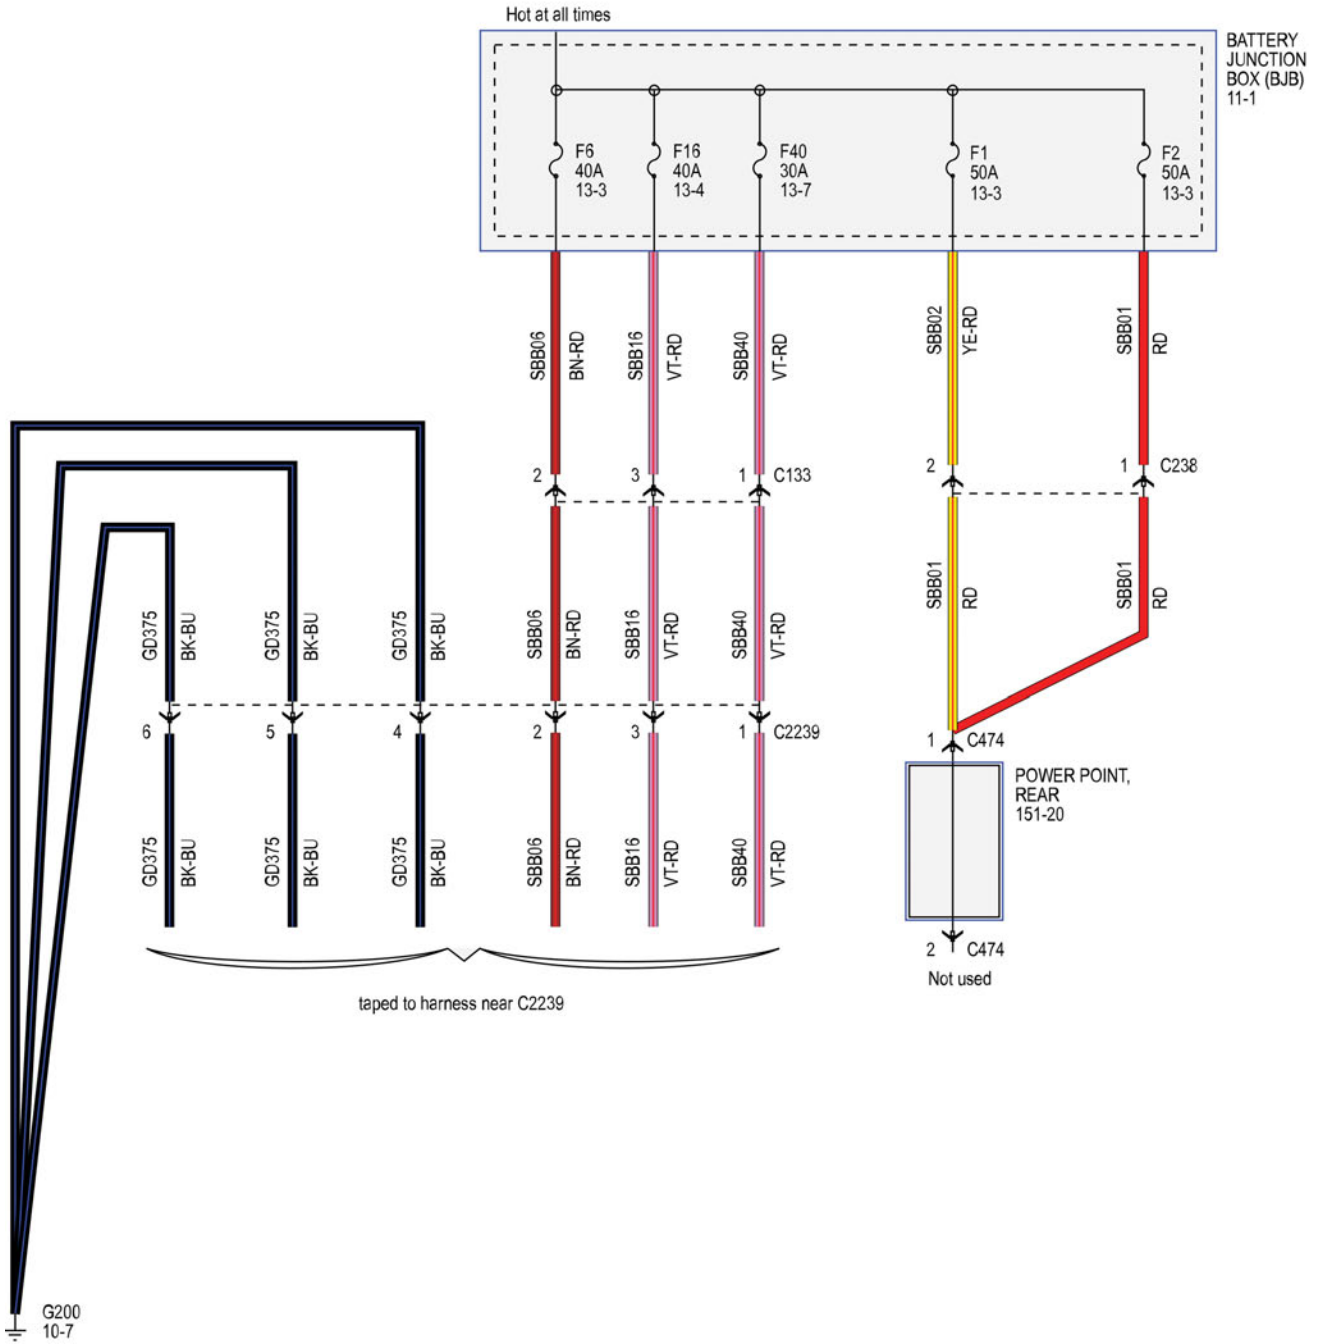 Hot at all times
BATTERY
JUNCTION
BOX (BJB)
11-1
F6
40A
13-3
F16
40A
13-4
F40
30A
13-7
F1
50A
13-3
F2
50A
13-3
SBB06
BN-RD
SBB16
VT-RD
SBB40
VT-RD
SBB02
YE-RD
SBB01
RD
2
3
1
C133
2
1
C238
GD375
BK-BU
GD375
BK-BU
GD375
BK-BU
SBB06
BN-RD
SBB16
VT-RD
SBB40
VT-RD
SBB01
RD
SBB01
RD
6
5
4
2
3
1
C2239
1
C474
POWER POINT,
REAR
151-20
GD375
BK-BU
GD375
BK-BU
GD375
BK-BU
SBB06
BN-RD
SBB16
VT-RD
SBB40
VT-RD
2
C474
Not used
taped to harness near C2239
G200
10-7